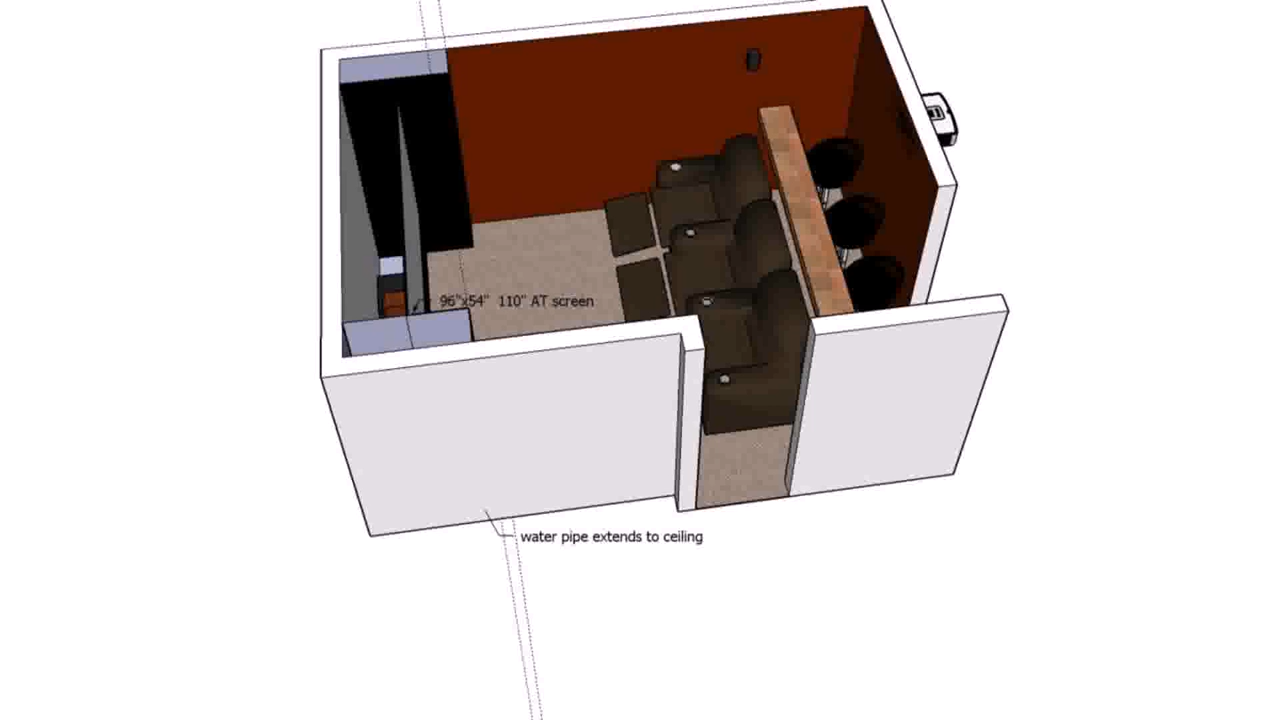 96"x54"  110" AT screen
water pipe extends to ceiling